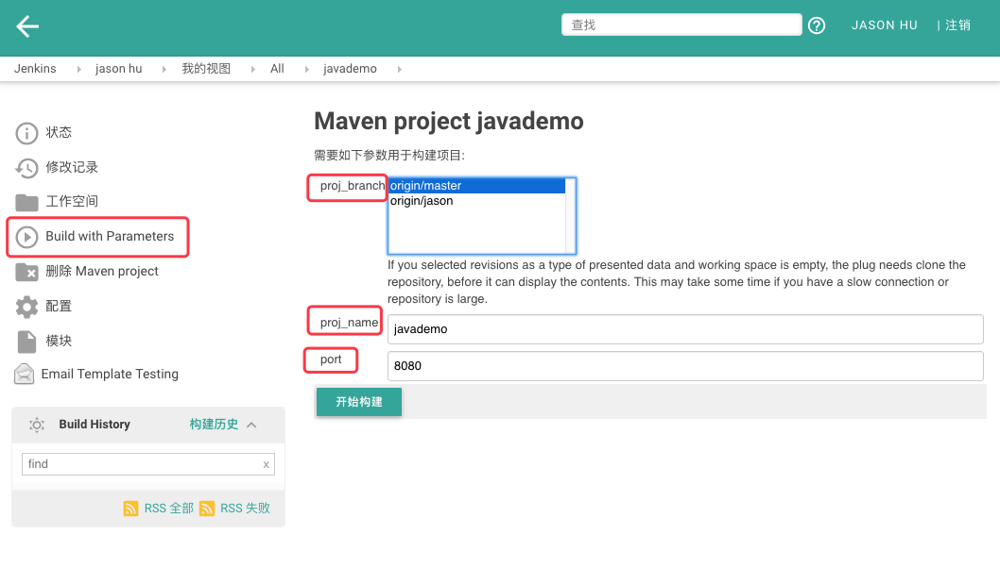 查找
JASON HU | 注销
Jenkins jason hu 我的视图 All javademo
状态
修改记录
工作空间
Build with Parameters
删除 Maven project
配置
模块
Email Template Testing
Build History 构建历史
find x
RSS 全部 RSS 失败
Maven project javademo
需要如下参数用于构建项目:
proj_branch origin/master
origin/jason
If you selected revisions as a type of presented data and working space is empty, the plug needs clone the
repository, before it can display the contents. This may take some time if you have a slow connection or
repository is large.
proj_name javademo
port 8080
开始构建